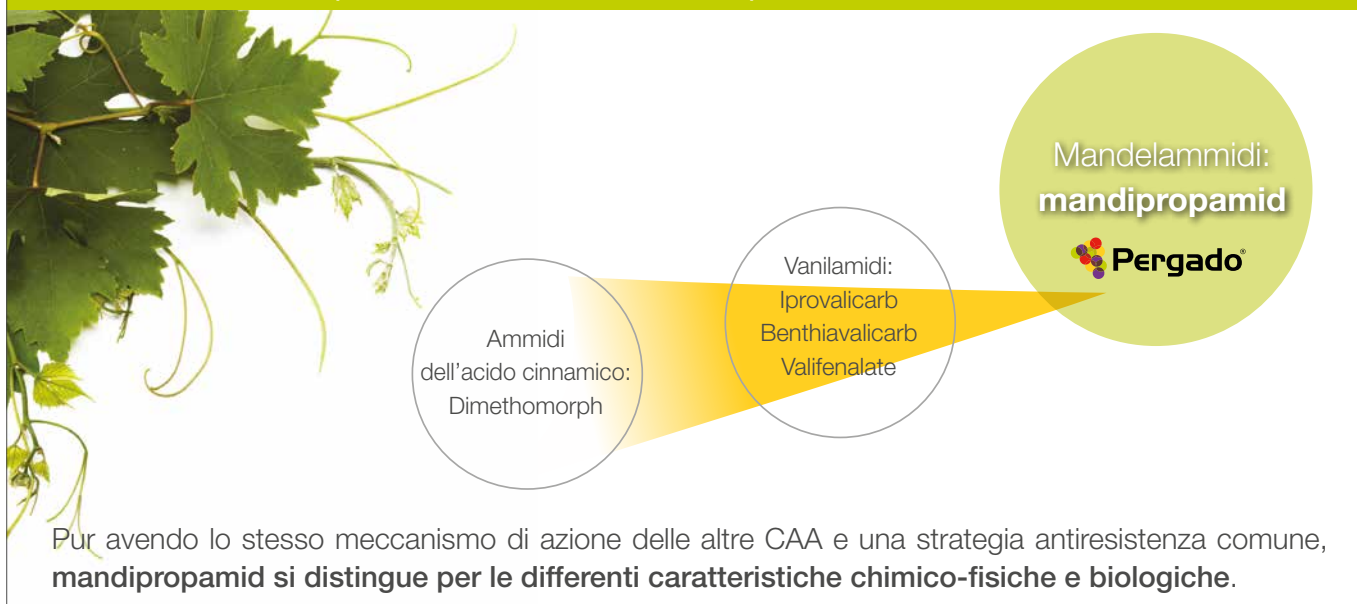 Ammidi
dell'acido cinnamico:
Dimethomorph
Vanilamidi:
Iprovalicarb
Benthiavalicarb
Valifenalate
Mandelammidi:
mandipropamid
Pergado®
Pur avendo lo stesso meccanismo di azione delle altre CAA e una strategia antiresistenza comune,
mandipropamid si distingue per le differenti caratteristiche chimico-fisiche e biologiche.